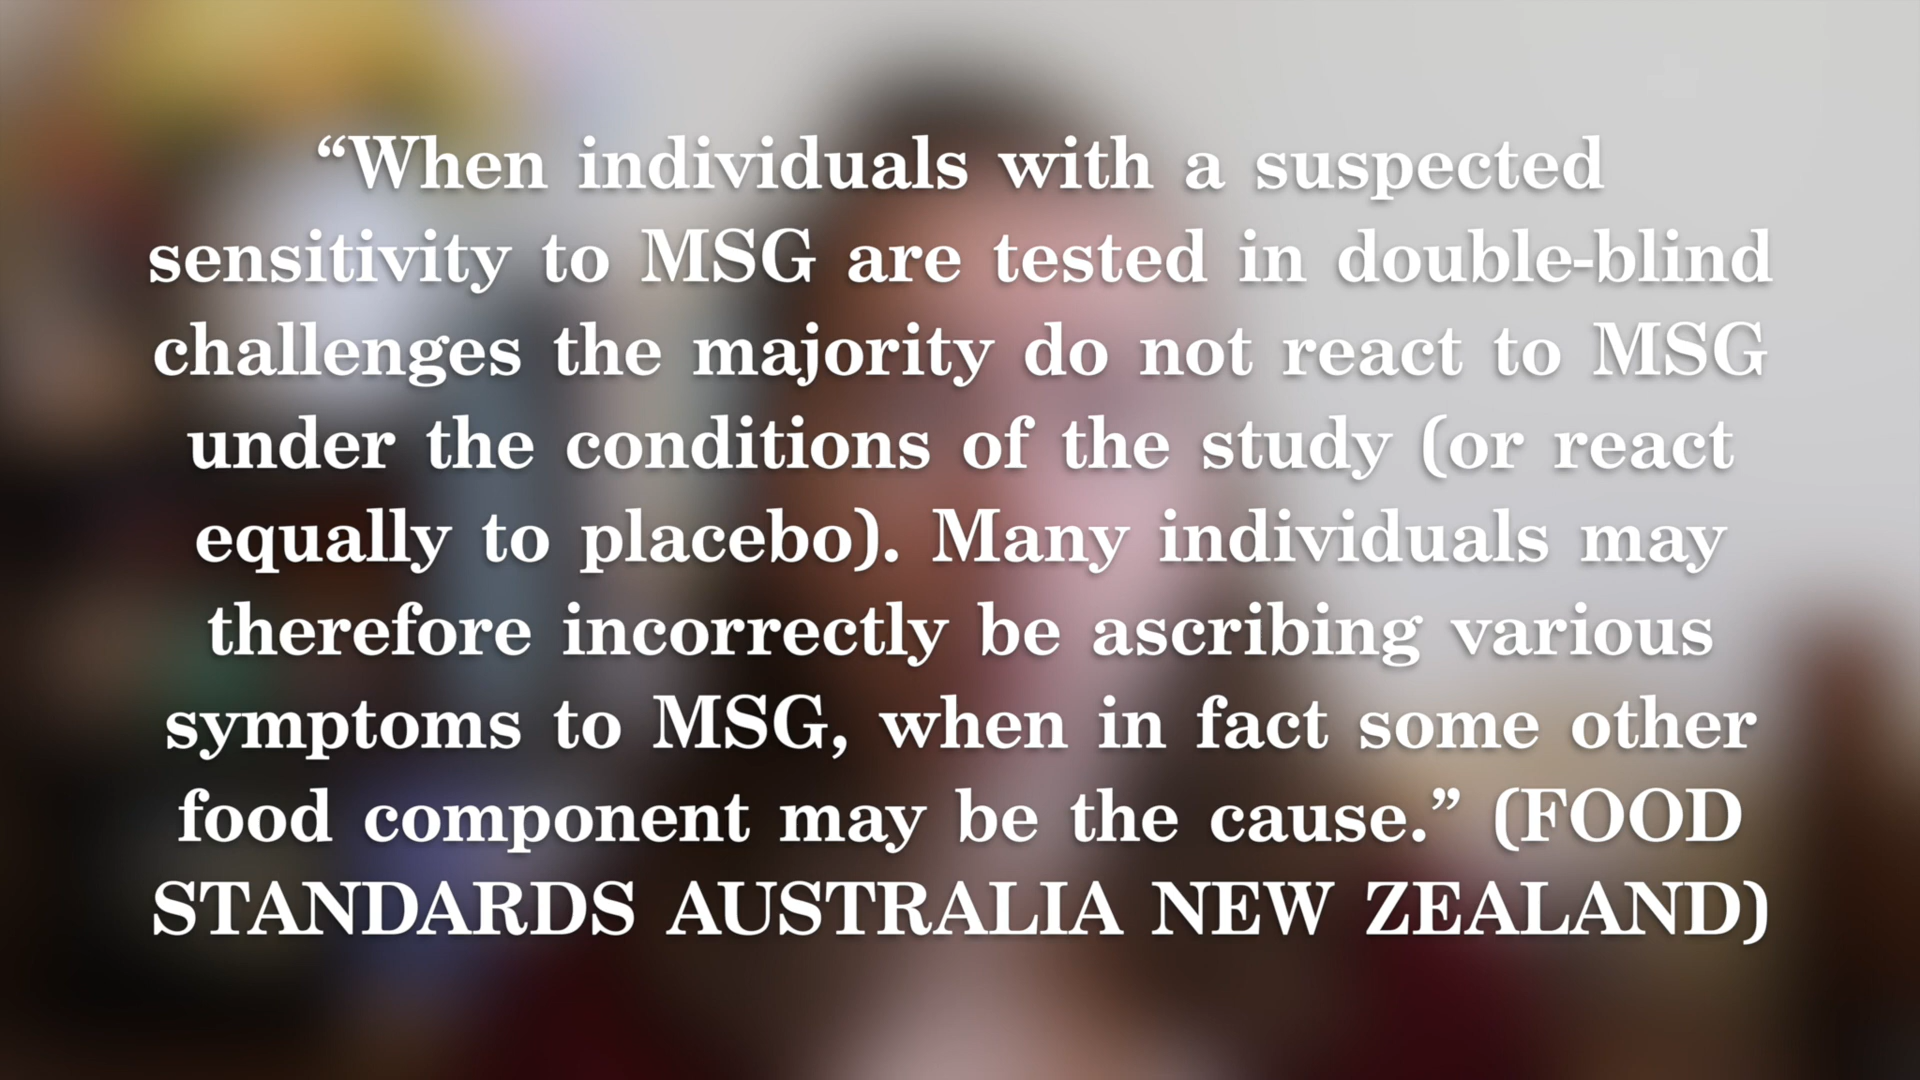 “When individuals with a suspected
sensitivity to MSG are tested in double-blind
challenges the majority do not react to MSG
under the conditions of the study (or react
equally to placebo). Many individuals may
therefore incorrectly be ascribing various
symptoms to MSG, when in fact some other
food component may be the cause.” (FOOD
STANDARDS AUSTRALIA NEW ZEALAND)